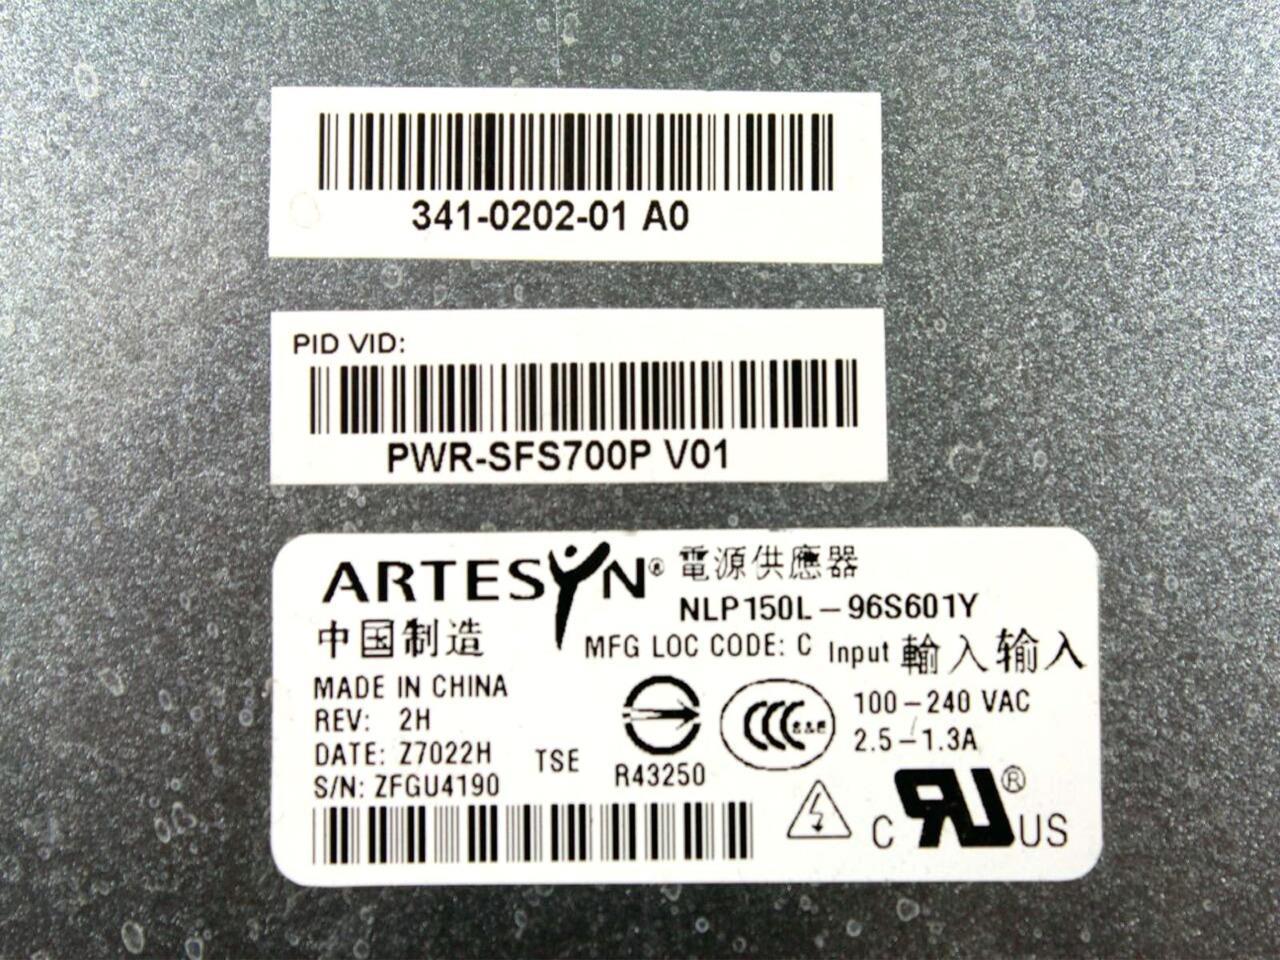 341-0202-01 A0
PID VID:
PWR-SFS700P V01
ARTESYN® 電源供應器
NLP150L-96S601Y
中国制造
MFG LOC CODE: C
Input 輸入输入
MADE IN CHINA
100-240 VAC
REV: 2H
2.5-1.3A
DATE: Z7022H
TSE
R43250
S/N: ZFGU4190
CCC S&E
C RU® US